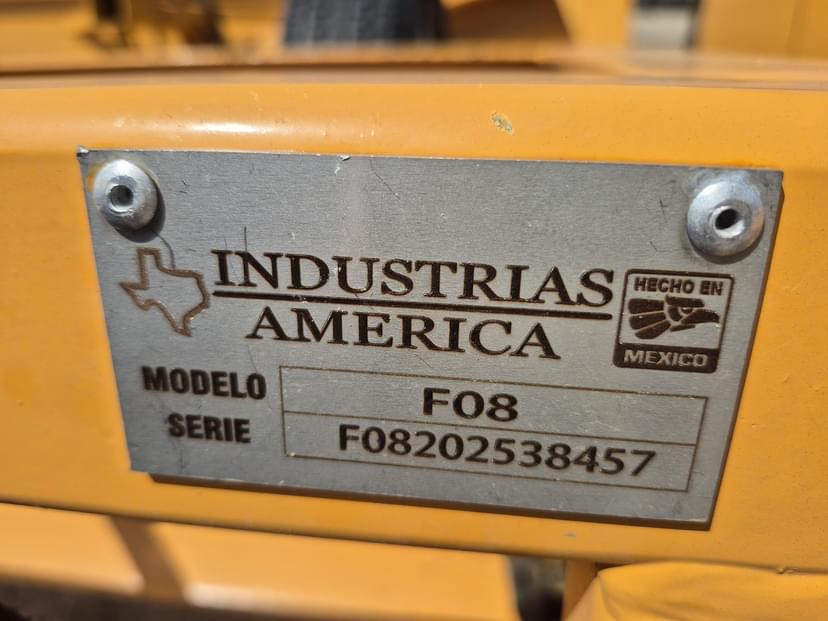 INDUSTRIAS
AMERICA
HECHO EN
MEXICO
MODELO F08
SERIE F08202538457